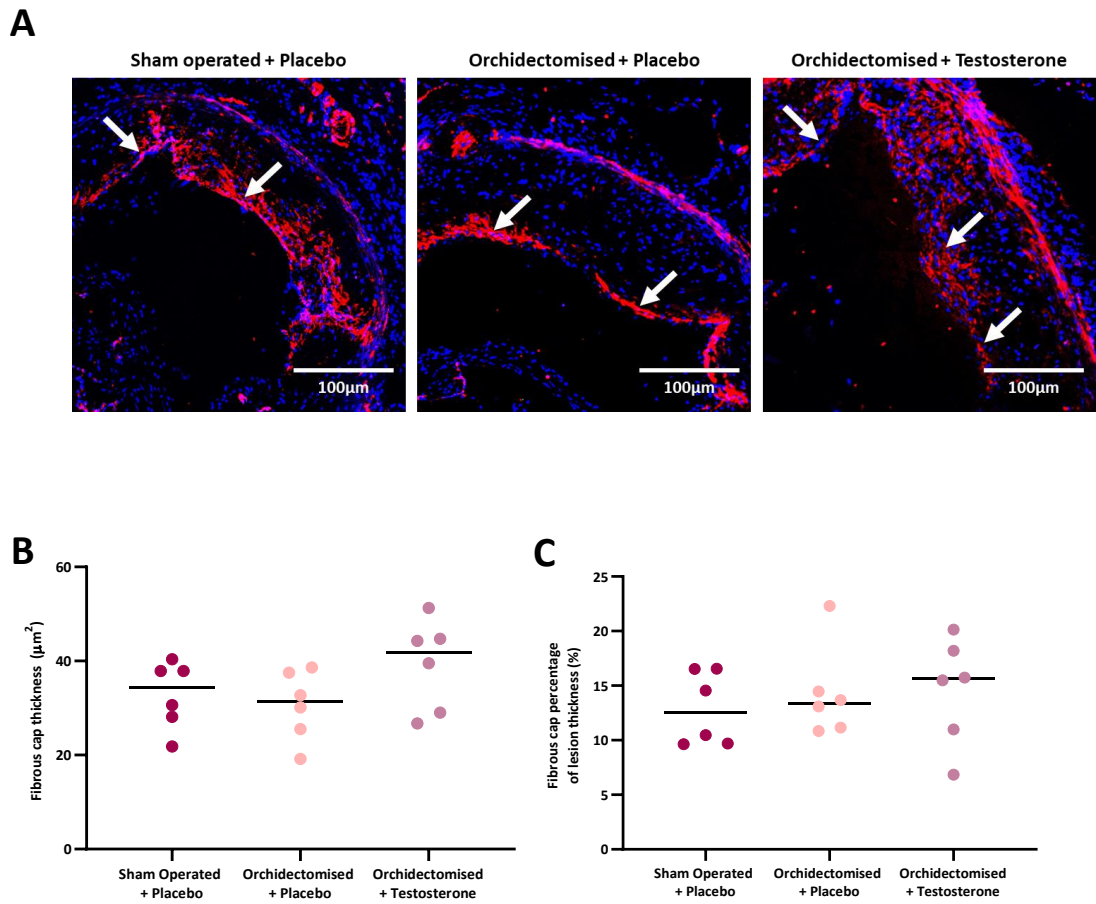 A
Sham operated + Placebo
Orchidectomised + Placebo
Orchidectomised + Testosterone
100µm
100µm
100µm
B
Fibrous cap thickness (µm²)
60
40
20
0
Sham Operated
+ Placebo
Orchidectomised
+ Placebo
Orchidectomised
+ Testosterone
C
Fibrous cap percentage
of lesion thickness (%)
25
20
15
10
5
0
Sham Operated
+ Placebo
Orchidectomised
+ Placebo
Orchidectomised
+ Testosterone